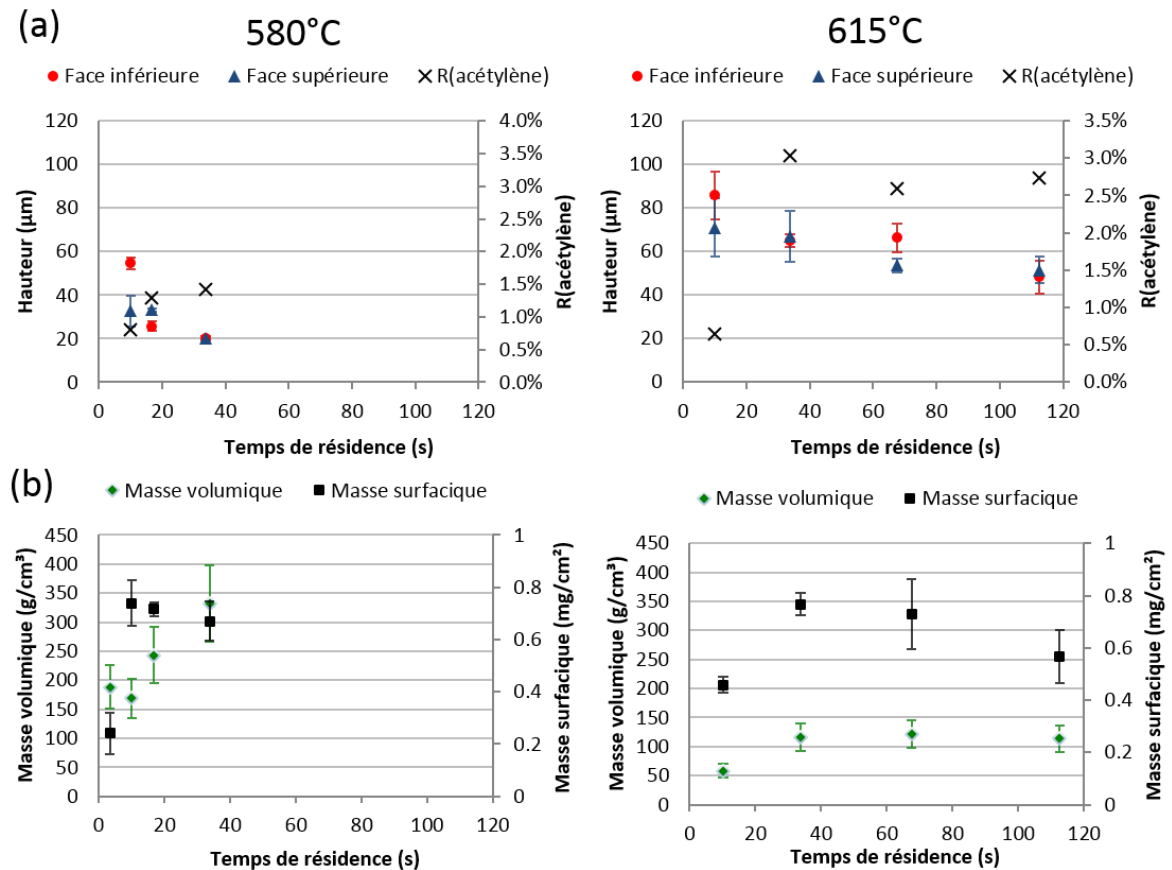 (a)
580°C
615°C
Face inférieure Face supérieure R(acétylène)
Face inférieure Face supérieure R(acétylène)
Hauteur (µm)
120
100
80
60
40
20
0
4.0%
3.5%
3.0%
2.5%
2.0%
1.5%
1.0%
0.5%
0.0%
R(acétylène)
0 20 40 60 80 100 120
Temps de résidence (s)
Hauteur (µm)
120
100
80
60
40
20
0
3.5%
3.0%
2.5%
2.0%
1.5%
1.0%
0.5%
0.0%
R(acétylène)
0 20 40 60 80 100 120
Temps de résidence (s)
(b)
Masse volumique Masse surfacique
Masse volumique Masse surfacique
Masse volumique (g/cm³)
450
400
350
300
250
200
150
100
50
0
1
0.8
0.6
0.4
0.2
0
Masse surfacique (mg/cm²)
0 20 40 60 80 100 120
Temps de résidence (s)
Masse volumique (g/cm³)
450
400
350
300
250
200
150
100
50
0
1
0.8
0.6
0.4
0.2
0
Masse surfacique (mg/cm²)
0 20 40 60 80 100 120
Temps de résidence (s)